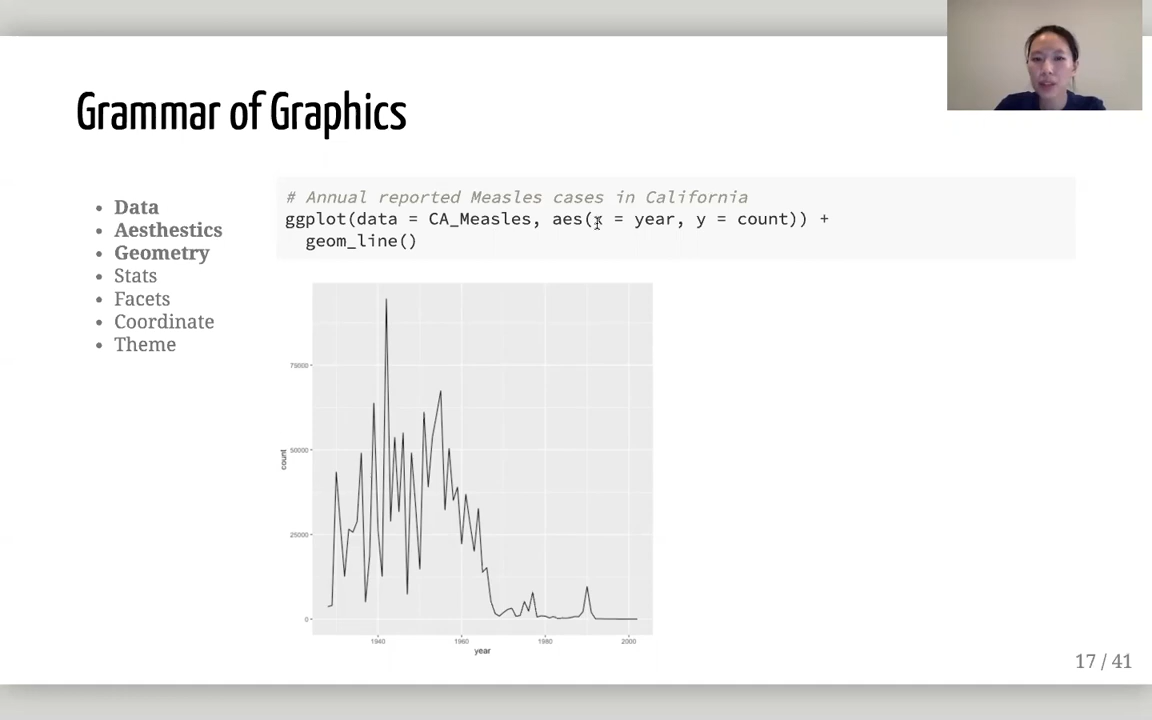 Grammar of Graphics
Data
Aesthestics
Geometry
Stats
Facets
Coordinate
Theme
# Annual reported Measles cases in California
ggplot(data = CA_Measles, aes(x = year, y = count)) +
geom_line()
75000
50000
25000
0
count
1940
1960
1980
2000
year
17 / 41